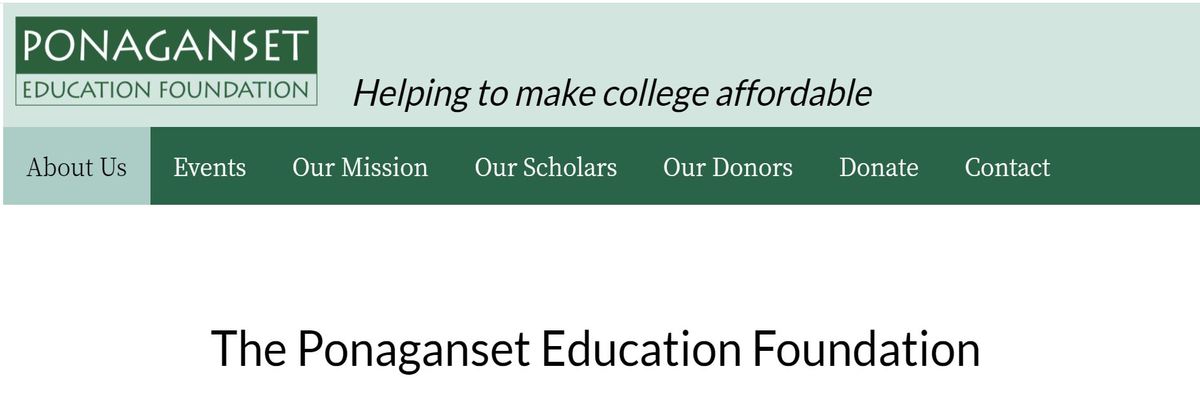 PONAGANSET
EDUCATION FOUNDATION
Helping to make college affordable
About Us Events Our Mission Our Scholars Our Donors Donate Contact
The Ponaganset Education Foundation